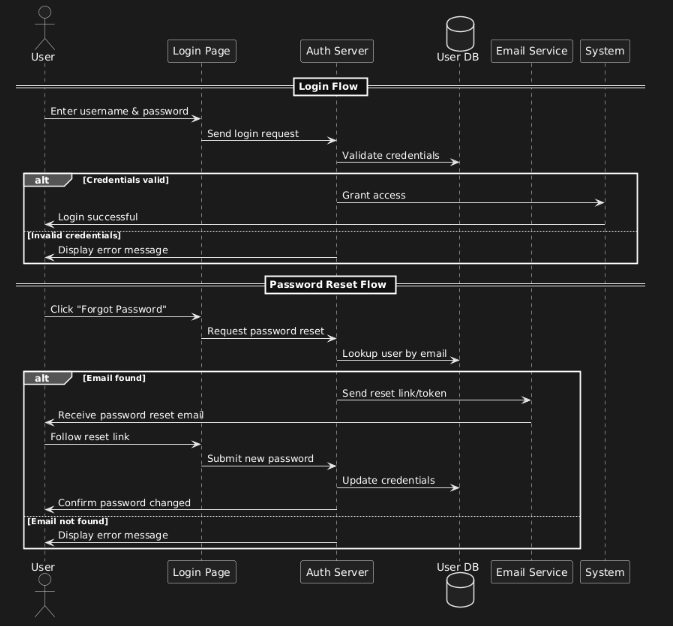 User
Login Page
Auth Server
User DB
Email Service
System
Login Flow
Enter username & password
Send login request
Validate credentials
alt [Credentials valid]
Grant access
Login successful
[Invalid credentials]
Display error message
Password Reset Flow
Click "Forgot Password"
Request password reset
Lookup user by email
alt [Email found]
Send reset link/token
Receive password reset email
Follow reset link
Submit new password
Update credentials
Confirm password changed
[Email not found]
Display error message
User
Login Page
Auth Server
User DB
Email Service
System